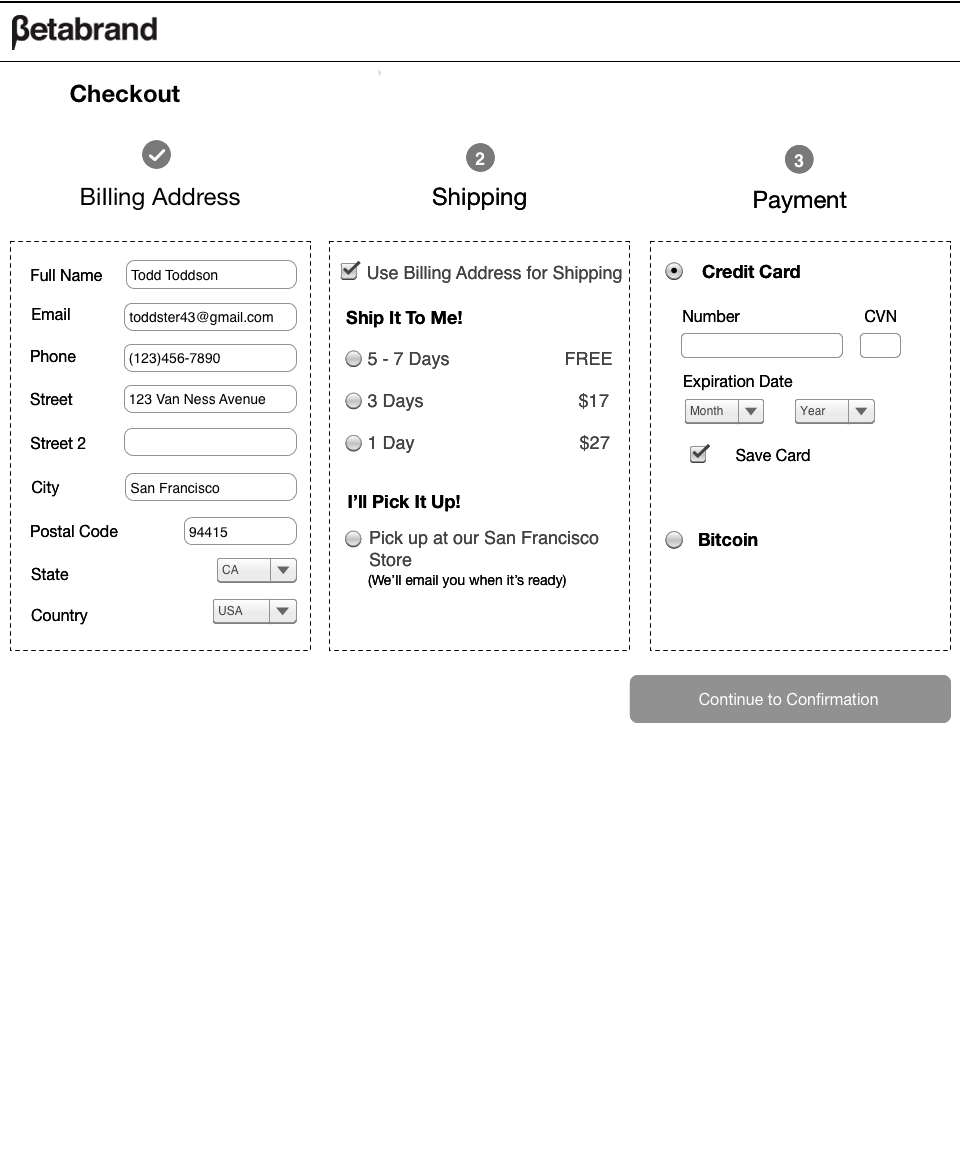 βetabrand
Checkout
2
3
Billing Address
Shipping
Payment
Full Name Todd Toddson
Email toddster43@gmail.com
Phone (123)456-7890
Street 123 Van Ness Avenue
Street 2
City San Francisco
Postal Code 94415
State CA
Country USA
Use Billing Address for Shipping
Ship It To Me!
5 - 7 Days FREE
3 Days $17
1 Day $27
I'll Pick It Up!
Pick up at our San Francisco
Store
(We'll email you when it's ready)
Credit Card
Number CVN
Expiration Date
Month Year
Save Card
Bitcoin
Continue to Confirmation